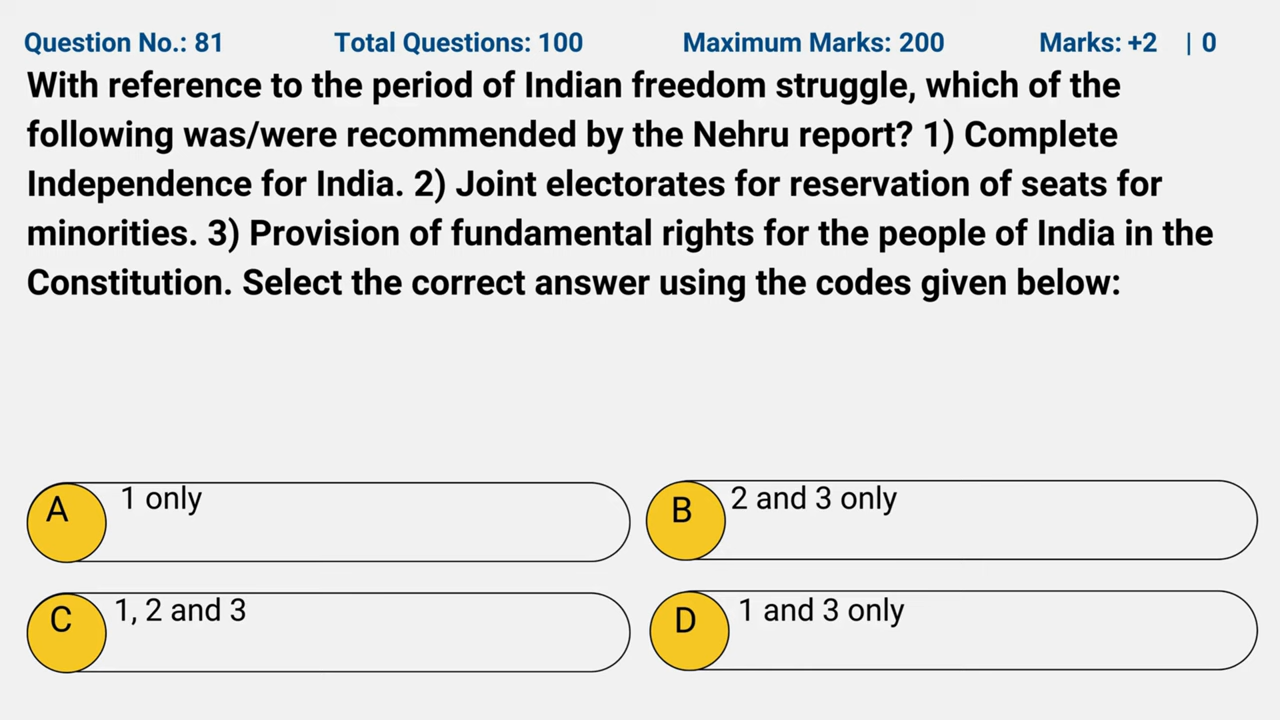 Question No.: 81 Total Questions: 100 Maximum Marks: 200 Marks: +2 | 0
With reference to the period of Indian freedom struggle, which of the
following was/were recommended by the Nehru report? 1) Complete
Independence for India. 2) Joint electorates for reservation of seats for
minorities. 3) Provision of fundamental rights for the people of India in the
Constitution. Select the correct answer using the codes given below:
A 1 only
B 2 and 3 only
C 1, 2 and 3
D 1 and 3 only